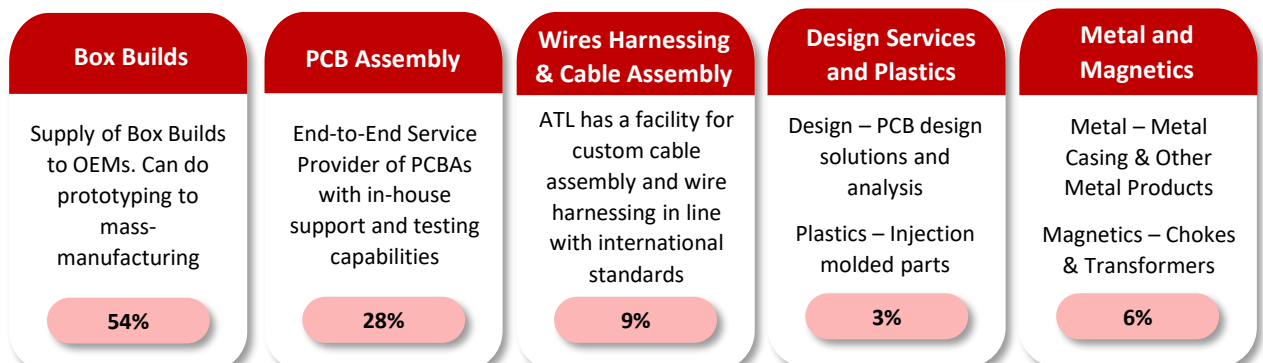 Box Builds
Supply of Box Builds
to OEMs. Can do
prototyping to
mass-
manufacturing
54%
PCB Assembly
End-to-End Service
Provider of PCBAs
with in-house
support and testing
capabilities
28%
Wires Harnessing
& Cable Assembly
ATL has a facility for
custom cable
assembly and wire
harnessing in line
with international
standards
9%
Design Services
and Plastics
Design – PCB design
solutions and
analysis
Plastics – Injection
molded parts
3%
Metal and
Magnetics
Metal – Metal
Casing & Other
Metal Products
Magnetics – Chokes
& Transformers
6%